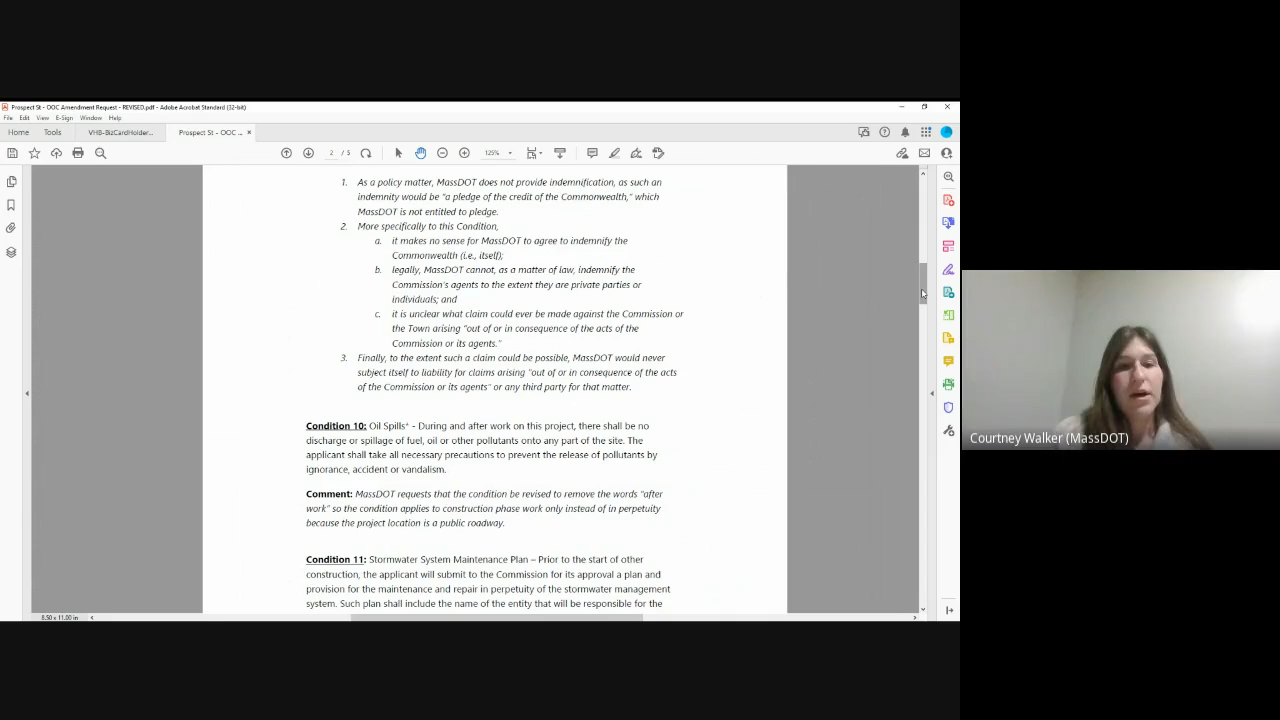 Prospect St - OOC Amendment Request - REVISED.pdf - Adobe Acrobat Standard (32-bit)
File Edit View E-Sign Window Help
Home Tools VHB-BizCardHolder... Prospect St - OOC ... ×
2 / 5 125%
1. As a policy matter, MassDOT does not provide indemnification, as such an
indemnity would be "a pledge of the credit of the Commonwealth," which
MassDOT is not entitled to pledge.
2. More specifically to this Condition,
a. it makes no sense for MassDOT to agree to indemnify the
Commonwealth (i.e., itself);
b. legally, MassDOT cannot, as a matter of law, indemnify the
Commission's agents to the extent they are private parties or
individuals; and
c. it is unclear what claim could ever be made against the Commission or
the Town arising "out of or in consequence of the acts of the
Commission or its agents."
3. Finally, to the extent such a claim could be possible, MassDOT would never
subject itself to liability for claims arising "out of or in consequence of the acts
of the Commission or its agents" or any third party for that matter.
Condition 10: Oil Spills* - During and after work on this project, there shall be no
discharge or spillage of fuel, oil or other pollutants onto any part of the site. The
applicant shall take all necessary precautions to prevent the release of pollutants by
ignorance, accident or vandalism.
Comment: MassDOT requests that the condition be revised to remove the words "after
work" so the condition applies to construction phase work only instead of in perpetuity
because the project location is a public roadway.
Condition 11: Stormwater System Maintenance Plan – Prior to the start of other
construction, the applicant will submit to the Commission for its approval a plan and
provision for the maintenance and repair in perpetuity of the stormwater management
system. Such plan shall include the name of the entity that will be responsible for the
8.50 x 11.00 in
Courtney Walker (MassDOT)